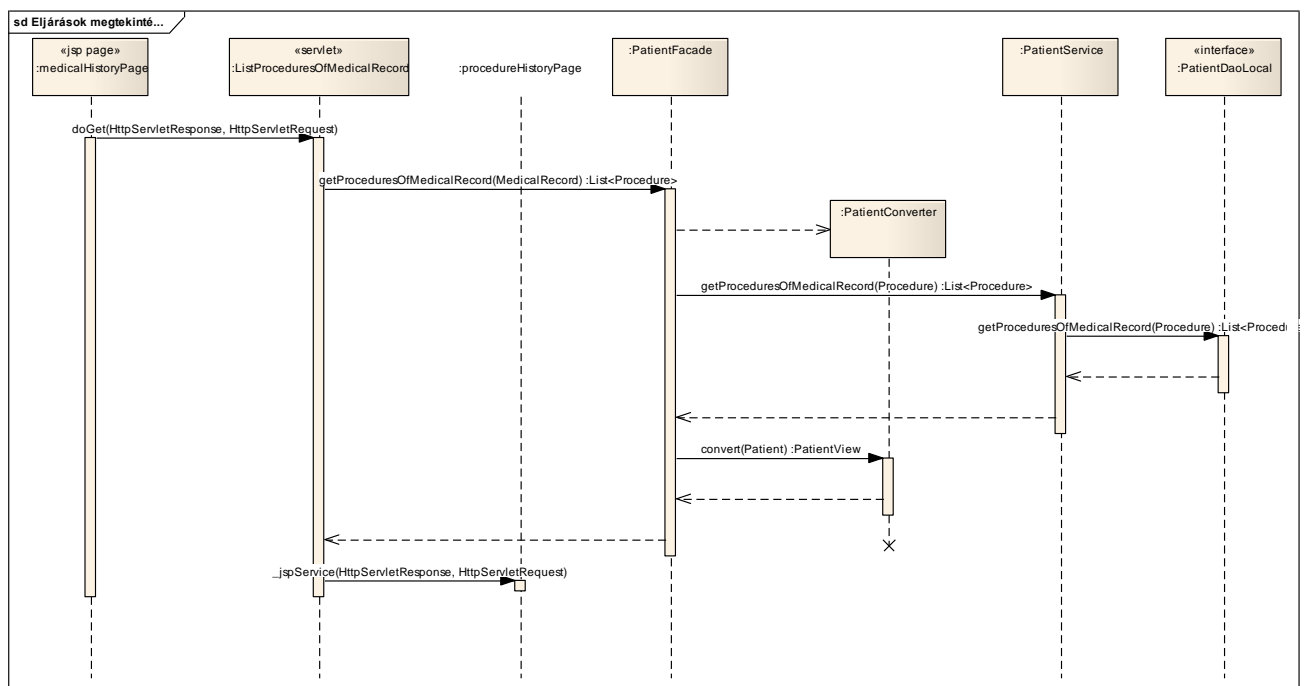 sd Eljárások megtekinté...
«jsp page»
:medicalHistoryPage
«servlet»
:ListProceduresOfMedicalRecord
:procedureHistoryPage
:PatientFacade
:PatientService
«interface»
:PatientDaoLocal
doGet(HttpServletResponse, HttpServletRequest)
getProceduresOfMedicalRecord(MedicalRecord) :List<Procedure>
:PatientConverter
getProceduresOfMedicalRecord(Procedure) :List<Procedure>
getProceduresOfMedicalRecord(Procedure) :List<Procedu
convert(Patient) :PatientView
_jspService(HttpServletResponse, HttpServletRequest)